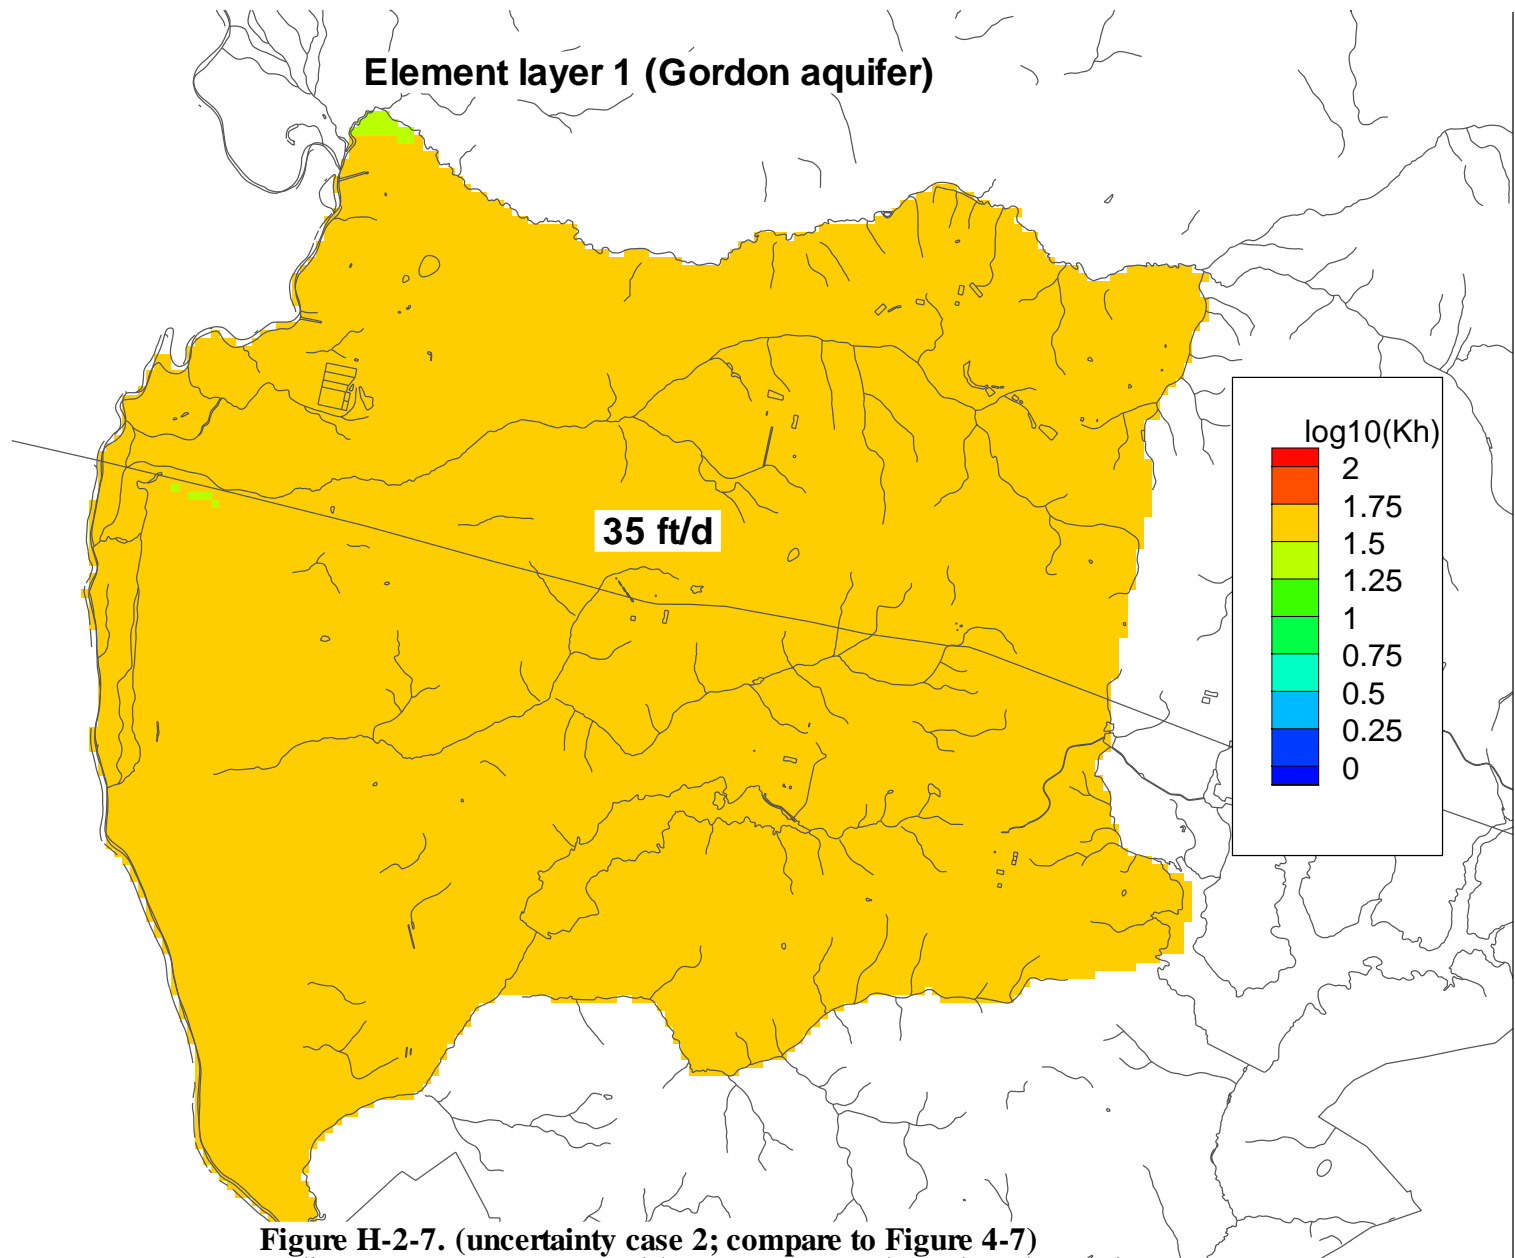 Element layer 1 (Gordon aquifer)
35 ft/d
log10(Kh)
2
1.75
1.5
1.25
1
0.75
0.5
0.25
0
Figure H-2-7. (uncertainty case 2; compare to Figure 4-7)